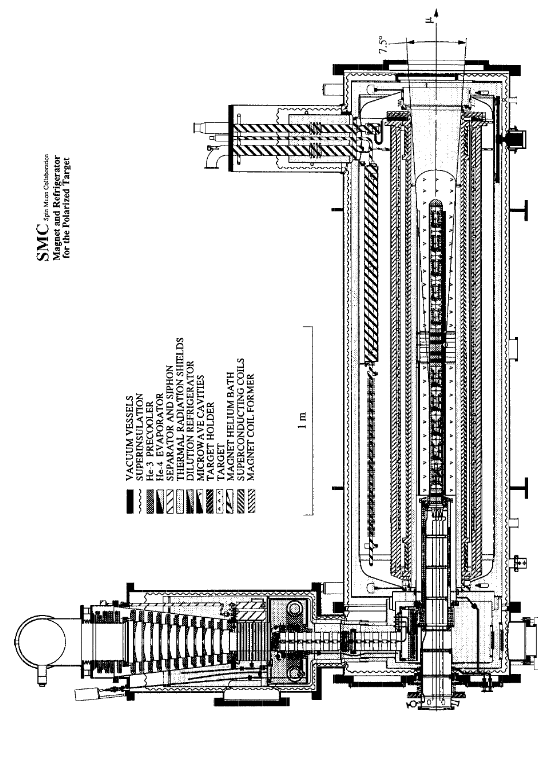 SMC Spin Muon Collaboration
Magnet and Refrigerator
for the Polarized Target
VACUUM VESSELS
SUPERINSULATION
He-3 PRECOOLER
He-4 EVAPORATOR
SEPARATOR AND SIPHON
THERMAL RADIATION SHIELDS
DILUTION REFRIGERATOR
MICROWAVE CAVITIES
TARGET HOLDER
TARGET
MAGNET HELIUM BATH
SUPERCONDUCTING COILS
MAGNET COIL FORMER
1 m
7.5°
μ